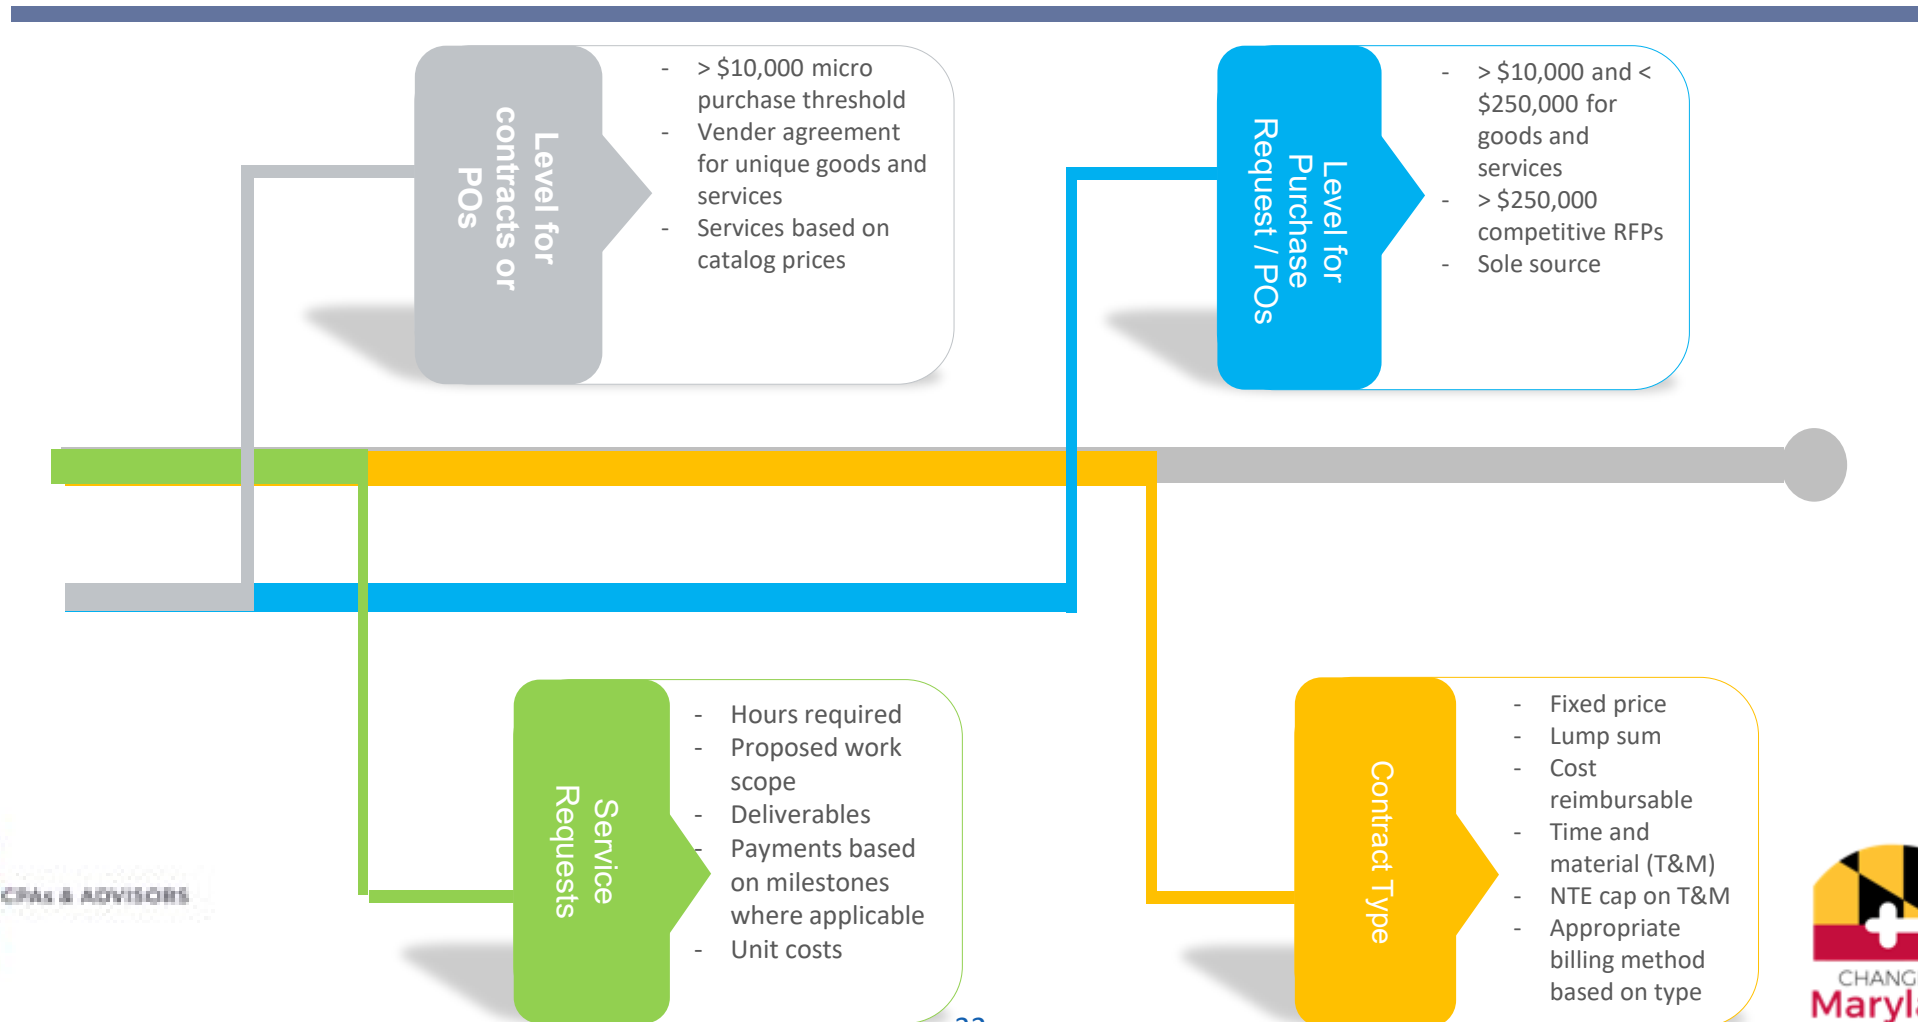 Level for
contracts or
POs
- > $10,000 micro
purchase threshold
- Vender agreement
for unique goods and
services
- Services based on
catalog prices
Level for
Purchase
Request / POs
- > $10,000 and <
$250,000 for
goods and
services
- > $250,000
competitive RFPs
- Sole source
Service
Requests
- Hours required
- Proposed work
scope
- Deliverables
- Payments based
on milestones
where applicable
- Unit costs
Contract Type
- Fixed price
- Lump sum
- Cost
reimbursable
- Time and
material (T&M)
- NTE cap on T&M
- Appropriate
billing method
based on type
CPAs & ADVISORS
CHANG
Maryla